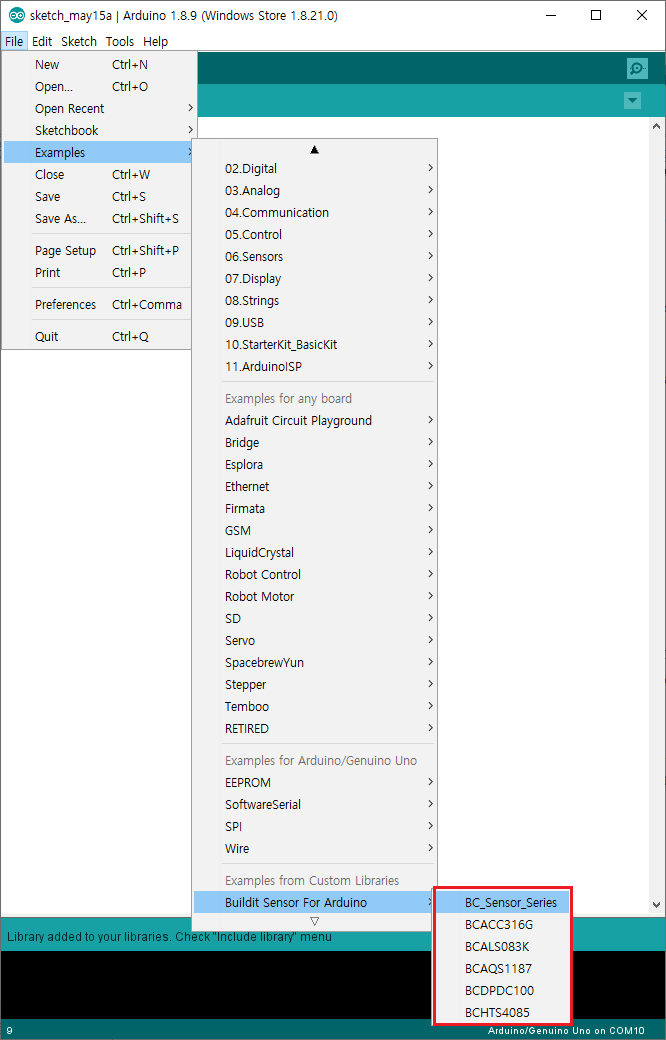 sketch_may15a | Arduino 1.8.9 (Windows Store 1.8.21.0)
File Edit Sketch Tools Help
New Ctrl+N
Open... Ctrl+O
Open Recent
Sketchbook
Examples
Close Ctrl+W
Save Ctrl+S
Save As... Ctrl+Shift+S
Page Setup Ctrl+Shift+P
Print Ctrl+P
Preferences Ctrl+Comma
Quit Ctrl+Q
02.Digital
03.Analog
04.Communication
05.Control
06.Sensors
07.Display
08.Strings
09.USB
10.StarterKit_BasicKit
11.ArduinoISP
Examples for any board
Adafruit Circuit Playground
Bridge
Esplora
Ethernet
Firmata
GSM
LiquidCrystal
Robot Control
Robot Motor
SD
Servo
SpacebrewYun
Stepper
Temboo
RETIRED
Examples for Arduino/Genuino Uno
EEPROM
SoftwareSerial
SPI
Wire
Examples from Custom Libraries
Buildit Sensor For Arduino
BC_Sensor_Series
BCACC316G
BCALS083K
BCAQS1187
BCDPDC100
BCHTS4085
Library added to your libraries. Check "Include library" menu
9 Arduino/Genuino Uno on COM10